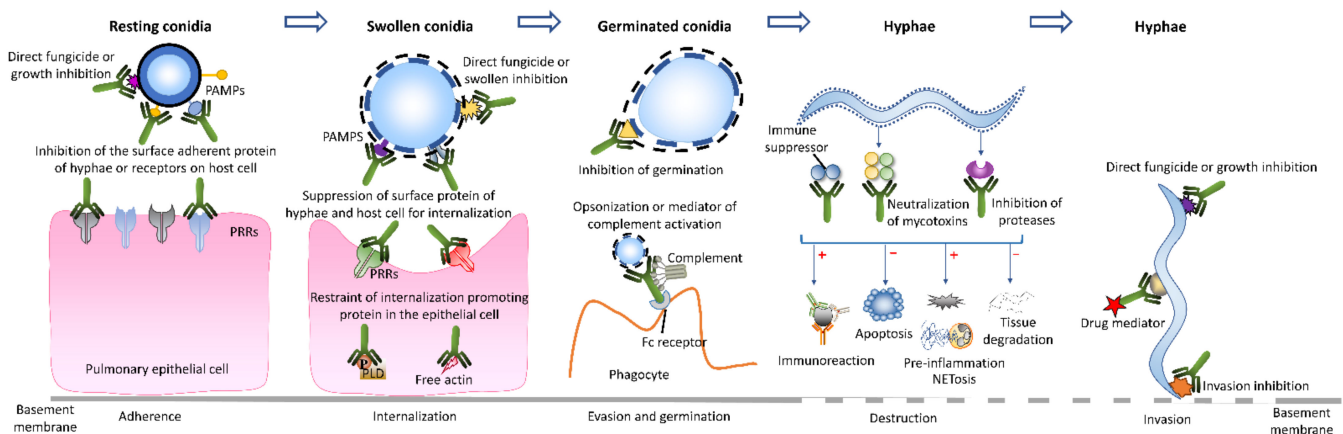 Resting conidia
Swollen conidia
Germinated conidia
Hyphae
Hyphae
Direct fungicide or
growth inhibition
PAMPs
Inhibition of the surface adherent protein
of hyphae or receptors on host cell
PRRs
Pulmonary epithelial cell
Direct fungicide or
swollen inhibition
PAMPS
Suppression of surface protein of
hyphae and host cell for internalization
PRRs
Restraint of internalization promoting
protein in the epithelial cell
P
PLD
Free actin
Inhibition of germination
Opsonization or mediator of
complement activation
Complement
Fc receptor
Phagocyte
Immune
suppressor
Neutralization
of mycotoxins
Inhibition of
proteases
+
−
+
−
Immunoreaction
Apoptosis
Pre-inflammation
NETosis
Tissue
degradation
Direct fungicide or growth inhibition
Drug mediator
Invasion inhibition
Basement
membrane
Adherence
Internalization
Evasion and germination
Destruction
Invasion
Basement
membrane